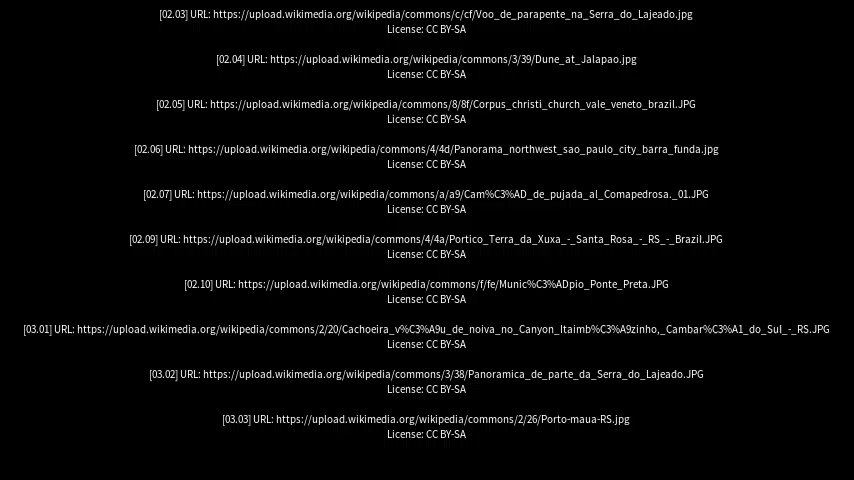 [02.03] URL: https://upload.wikimedia.org/wikipedia/commons/c/cf/Voo_de_parapente_na_Serra_do_Lajeado.jpg
License: CC BY-SA
[02.04] URL: https://upload.wikimedia.org/wikipedia/commons/3/39/Dune_at_Jalapao.jpg
License: CC BY-SA
[02.05] URL: https://upload.wikimedia.org/wikipedia/commons/8/8f/Corpus_christi_church_vale_veneto_brazil.JPG
License: CC BY-SA
[02.06] URL: https://upload.wikimedia.org/wikipedia/commons/4/4d/Panorama_northwest_sao_paulo_city_barra_funda.jpg
License: CC BY-SA
[02.07] URL: https://upload.wikimedia.org/wikipedia/commons/a/a9/Cam%C3%AD_de_pujada_al_Comapedrosa._01.JPG
License: CC BY-SA
[02.09] URL: https://upload.wikimedia.org/wikipedia/commons/4/4a/Portico_Terra_da_Xuxa_-_Santa_Rosa_-_RS_-_Brazil.JPG
License: CC BY-SA
[02.10] URL: https://upload.wikimedia.org/wikipedia/commons/f/fe/Munic%C3%ADpio_Ponte_Preta.JPG
License: CC BY-SA
[03.01] URL: https://upload.wikimedia.org/wikipedia/commons/2/20/Cachoeira_v%C3%A9u_de_noiva_no_Canyon_Itaimb%C3%A9zinho,_Cambar%C3%A1_do_Sul_-_RS.JPG
License: CC BY-SA
[03.02] URL: https://upload.wikimedia.org/wikipedia/commons/3/38/Panoramica_de_parte_da_Serra_do_Lajeado.JPG
License: CC BY-SA
[03.03] URL: https://upload.wikimedia.org/wikipedia/commons/2/26/Porto-maua-RS.jpg
License: CC BY-SA